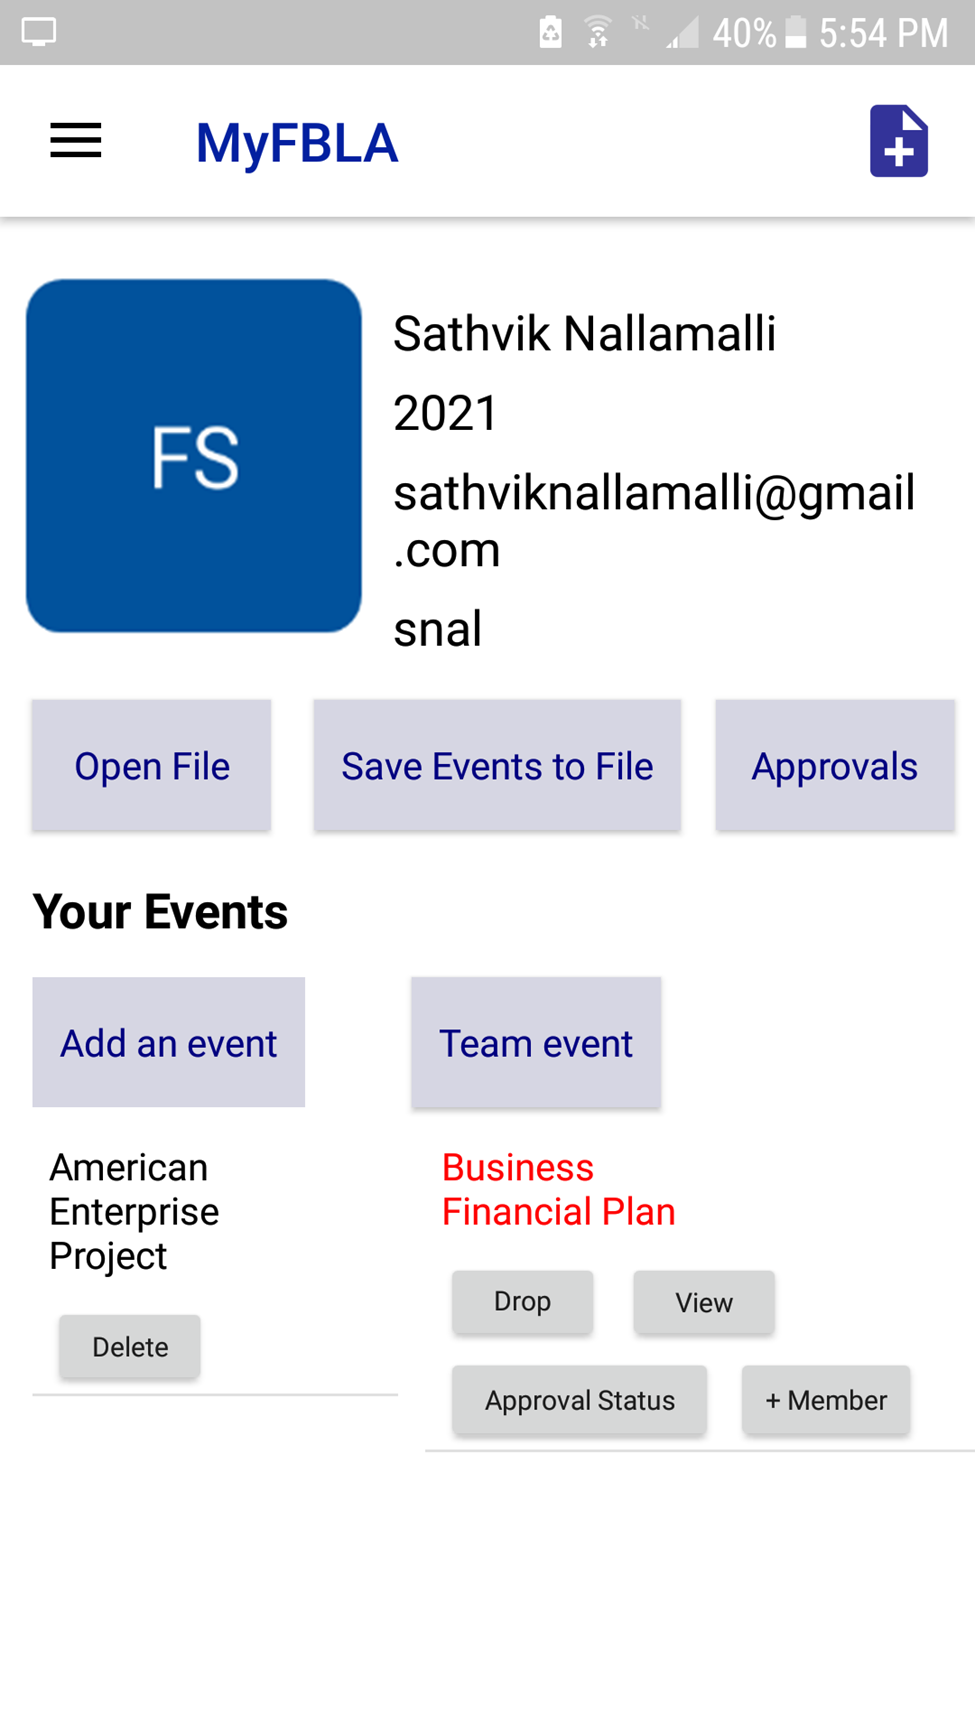 40% 5:54 PM
MyFBLA
FS
Sathvik Nallamalli
2021
sathviknallamalli@gmail
.com
snal
Open File
Save Events to File
Approvals
Your Events
Add an event
Team event
American
Enterprise
Project
Delete
Business
Financial Plan
Drop
View
Approval Status
+ Member